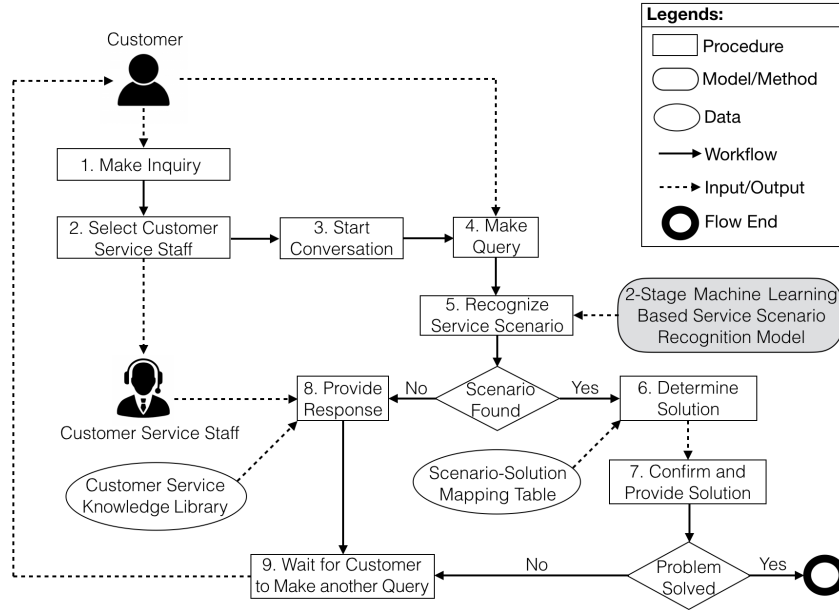 Customer
1. Make Inquiry
2. Select Customer
Service Staff
3. Start
Conversation
4. Make
Query
5. Recognize
Service Scenario
2-Stage Machine Learning
Based Service Scenario
Recognition Model
Scenario
Found
No
Yes
8. Provide
Response
6. Determine
Solution
Customer Service Staff
Customer Service
Knowledge Library
Scenario-Solution
Mapping Table
7. Confirm and
Provide Solution
Problem
Solved
No
Yes
9. Wait for Customer
to Make another Query
Legends:
Procedure
Model/Method
Data
Workflow
Input/Output
Flow End